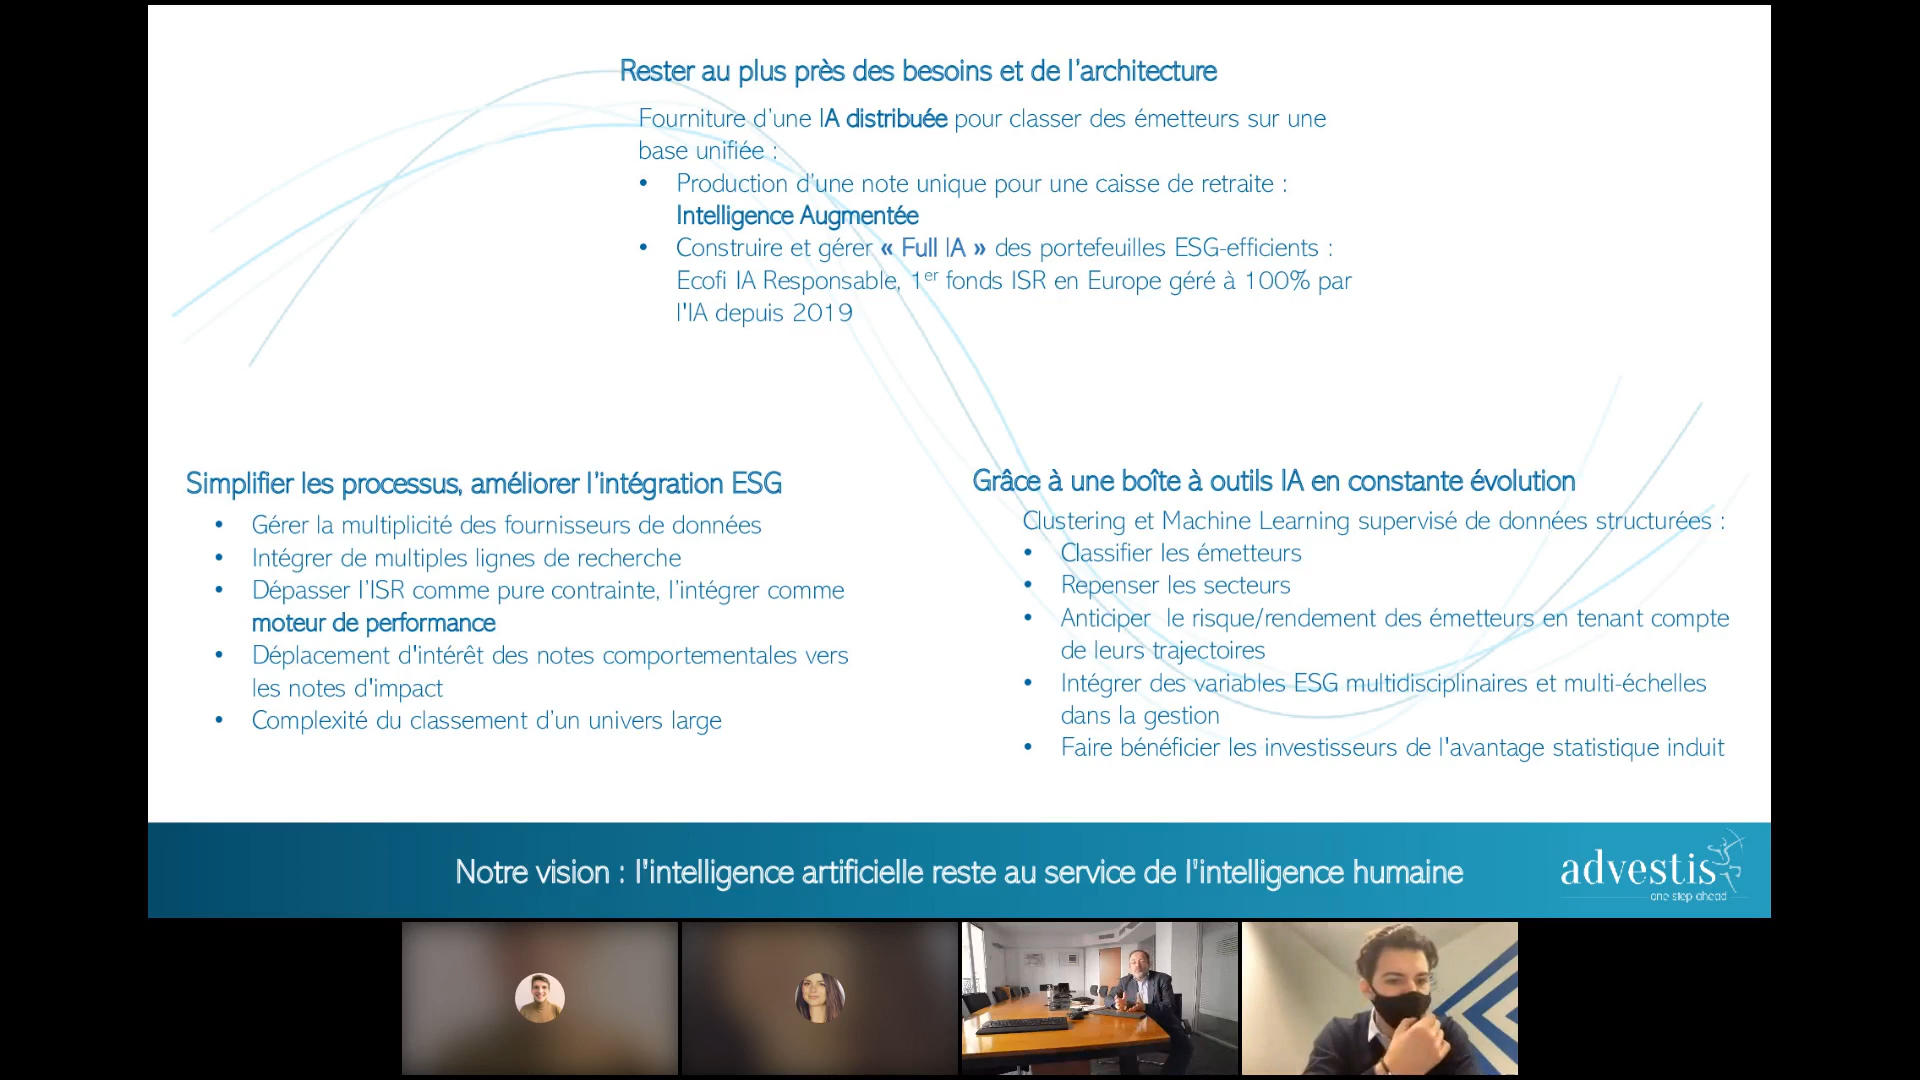 Rester au plus près des besoins et de l’architecture
Fourniture d’une IA distribuée pour classer des émetteurs sur une
base unifiée :
• Production d’une note unique pour une caisse de retraite :
Intelligence Augmentée
• Construire et gérer « Full IA » des portefeuilles ESG-efficients :
Ecofi IA Responsable, 1er fonds ISR en Europe géré à 100% par
l'IA depuis 2019
Simplifier les processus, améliorer l’intégration ESG
• Gérer la multiplicité des fournisseurs de données
• Intégrer de multiples lignes de recherche
• Dépasser l’ISR comme pure contrainte, l’intégrer comme
moteur de performance
• Déplacement d'intérêt des notes comportementales vers
les notes d'impact
• Complexité du classement d’un univers large
Grâce à une boîte à outils IA en constante évolution
Clustering et Machine Learning supervisé de données structurées :
• Classifier les émetteurs
• Repenser les secteurs
• Anticiper  le risque/rendement des émetteurs en tenant compte
de leurs trajectoires
• Intégrer des variables ESG multidisciplinaires et multi-échelles
dans la gestion
• Faire bénéficier les investisseurs de l'avantage statistique induit
Notre vision : l'intelligence artificielle reste au service de l'intelligence humaine
advestis
one step ahead